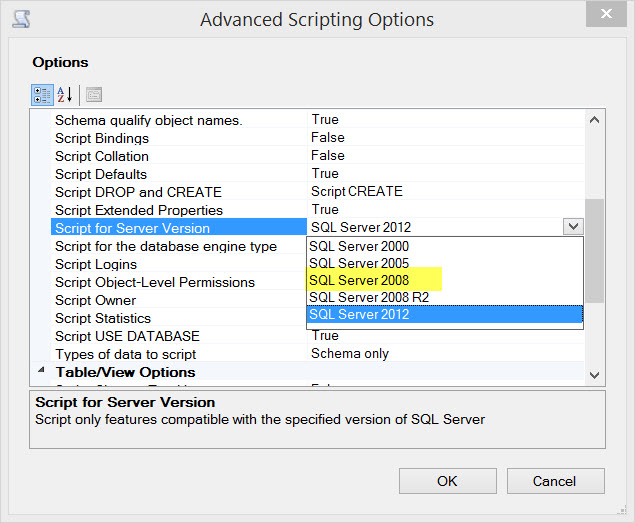 Advanced Scripting Options
Options
Schema qualify object names. True
Script Bindings False
Script Collation False
Script Defaults True
Script DROP and CREATE Script CREATE
Script Extended Properties True
Script for Server Version SQL Server 2012
Script for the database engine type SQL Server 2000
Script Logins SQL Server 2005
Script Object-Level Permissions SQL Server 2008
Script Owner SQL Server 2008 R2
Script Statistics SQL Server 2012
Script USE DATABASE True
Types of data to script Schema only
Table/View Options
Script for Server Version
Script only features compatible with the specified version of SQL Server
OK Cancel